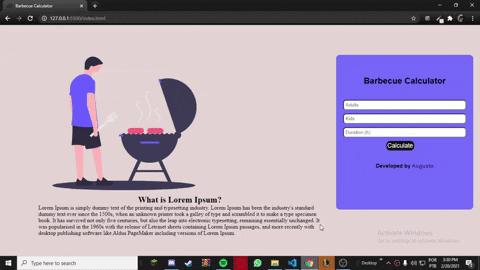 Barbecue Calculator
127.0.0.1:5500/index.html
Barbecue Calculator
Adults
Kids
Duration (h)
Calculate
Developed by Augusto
What is Lorem Ipsum?
Lorem Ipsum is simply dummy text of the printing and typesetting industry. Lorem Ipsum has been the industry's standard
dummy text ever since the 1500s, when an unknown printer took a galley of type and scrambled it to make a type specimen
book. It has survived not only five centuries, but also the leap into electronic typesetting, remaining essentially unchanged. It
was popularised in the 1960s with the release of Letraset sheets containing Lorem Ipsum passages, and more recently with
desktop publishing software like Aldus PageMaker including versions of Lorem Ipsum.
Activate Windows
Go to Settings to activate Windows.
Type here to search
Desktop
POR
PTB
3:00 PM
2/20/2021